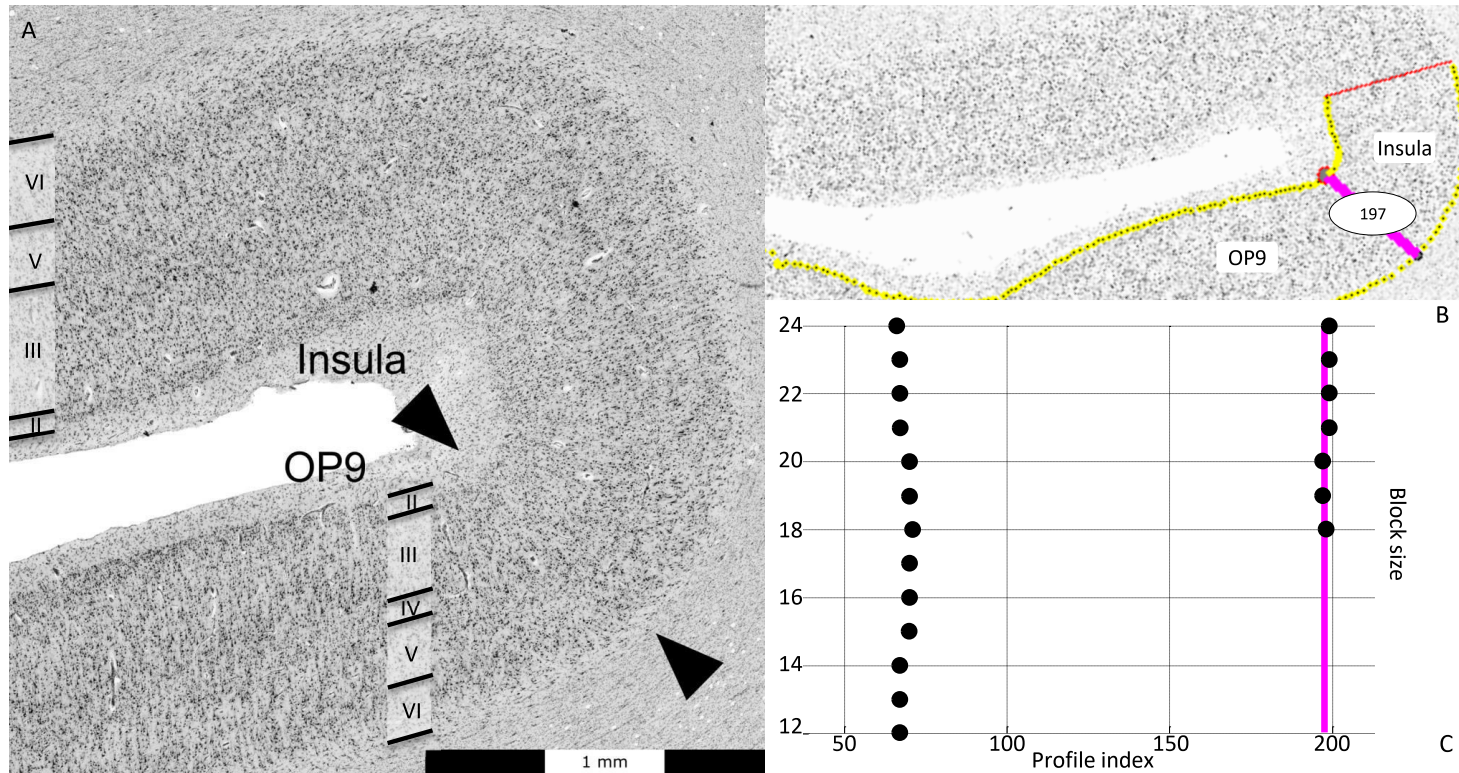 A
VI
V
III
II
Insula
OP9
II
III
IV
V
VI
1 mm
Insula
197
OP9
B
24
22
20
18
16
14
12
50
100
150
200
Profile index
Block size
C